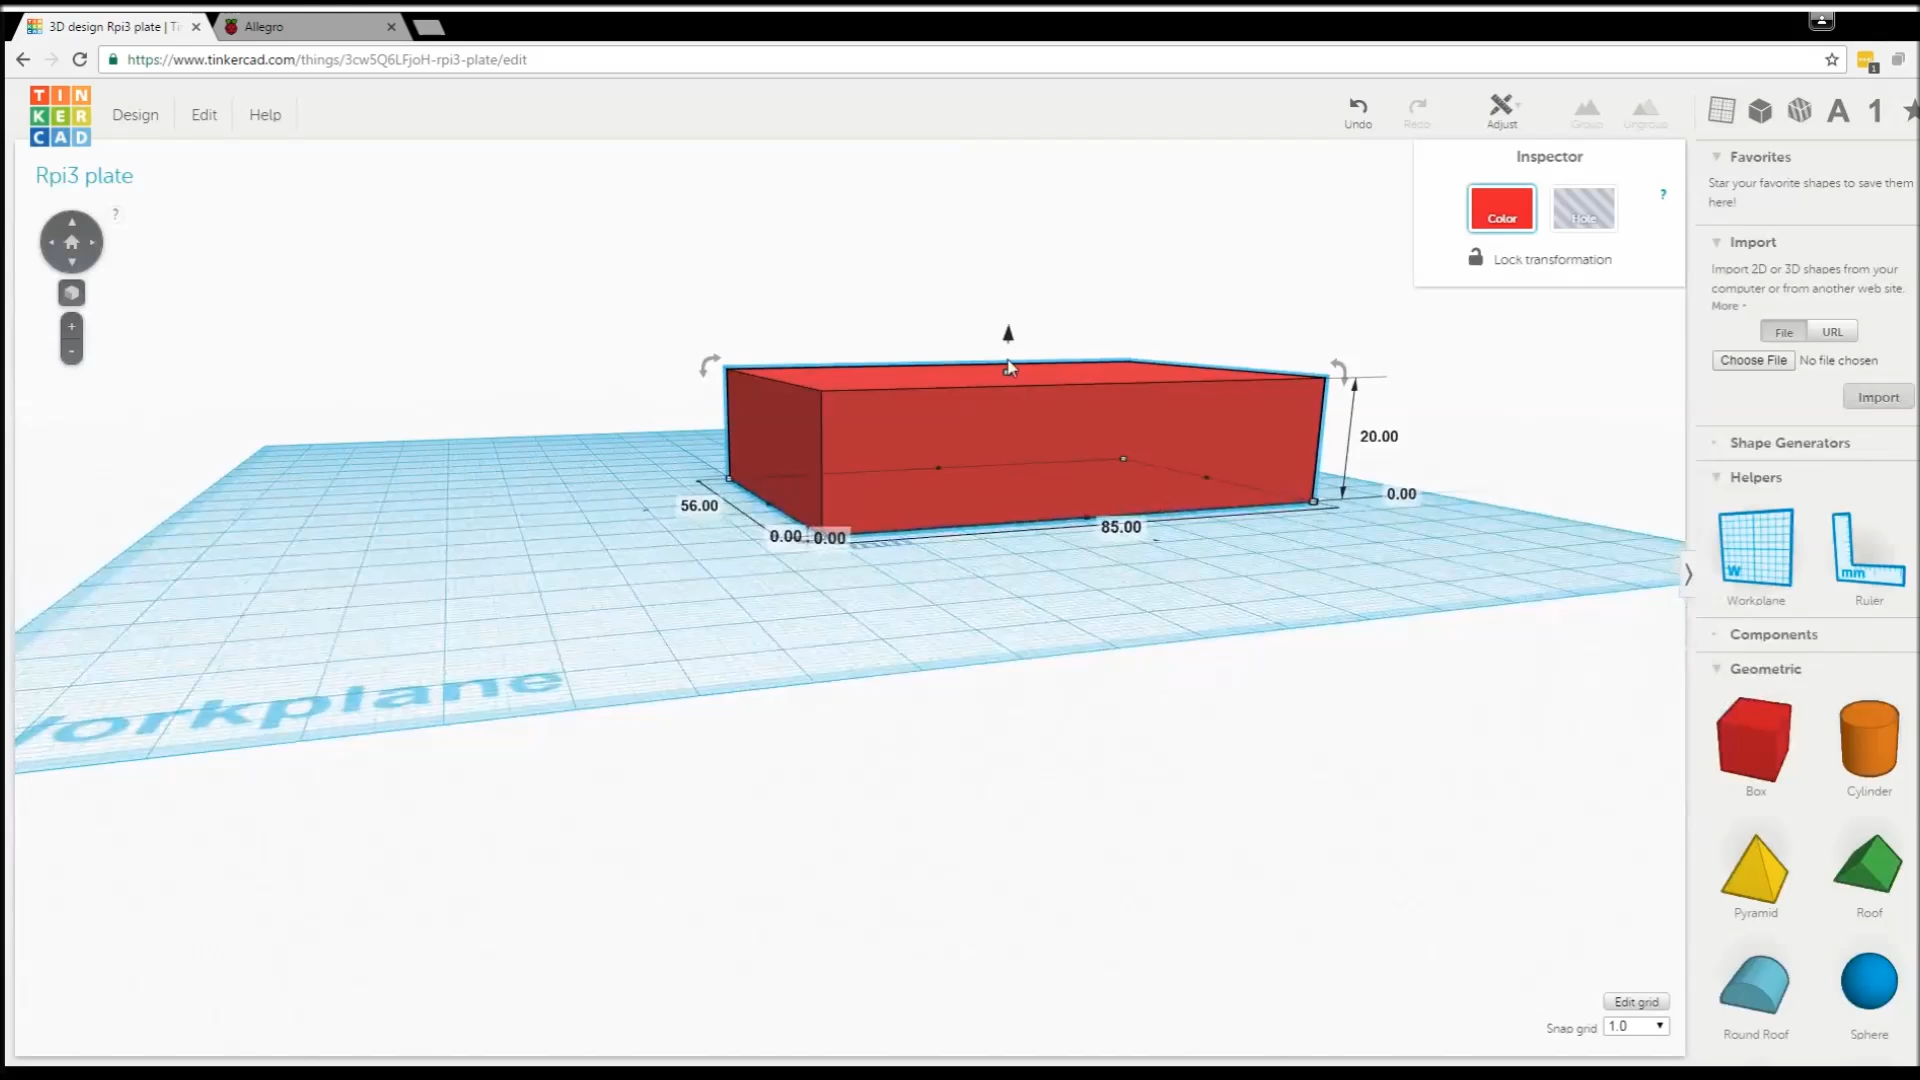 3D design Rpi3 plate | Ti
Allegro
https://www.tinkercad.com/things/3cw5Q6LFjoH-rpi3-plate/edit
1
TIN
KER
CAD
Design
Edit
Help
Undo
Redo
Adjust
Group
Ungroup
A
1
Rpi3 plate
?
+
-
Inspector
Color
Hole
?
Lock transformation
20.00
0.00
56.00
0.00
0.00
85.00
Workplane
Favorites
Star your favorite shapes to save them
here!
Import
Import 2D or 3D shapes from your
computer or from another web site.
More
File
URL
Choose File
No file chosen
Import
Shape Generators
Helpers
W
mm
Workplane
Ruler
Components
Geometric
Box
Cylinder
Pyramid
Roof
Round Roof
Sphere
Edit grid
Snap grid
1.0